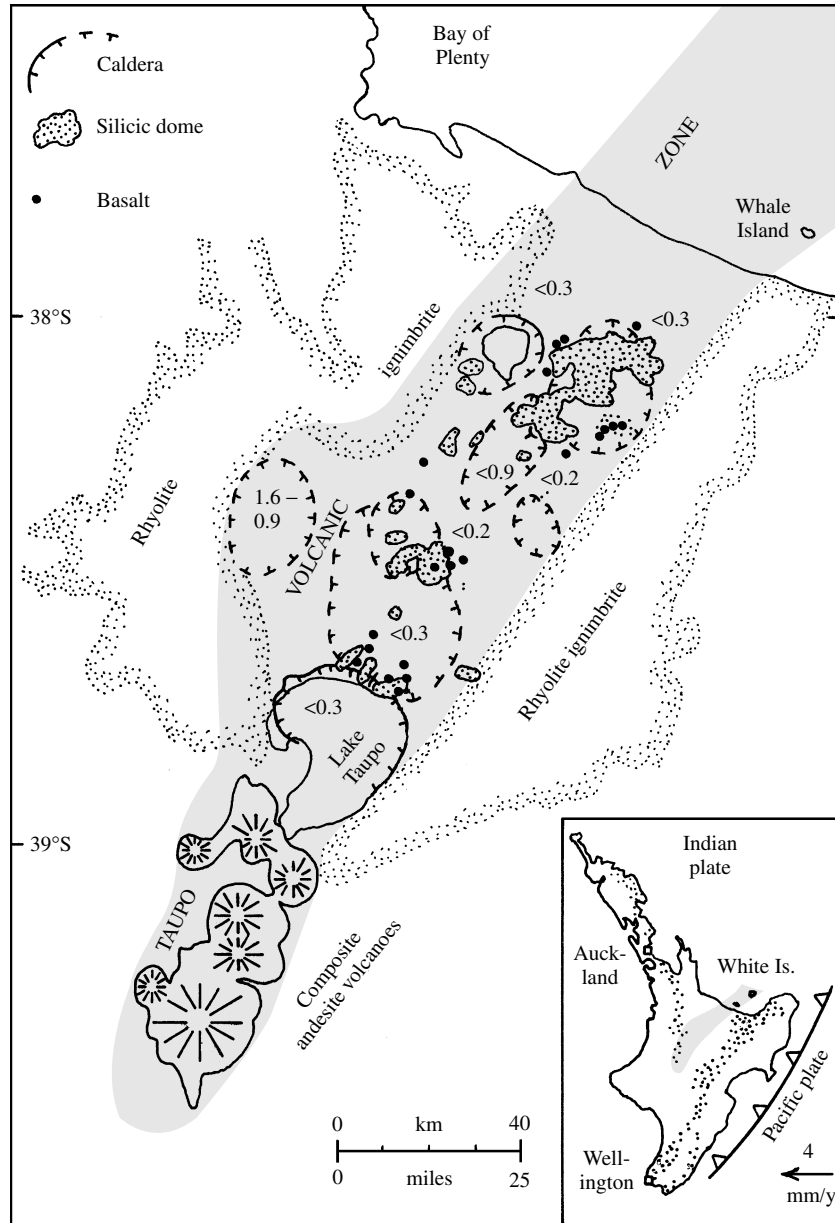 Caldera
Silicic dome
Basalt
Bay of
Plenty
ZONE
Whale
Island
<0.3
38°S
<0.3
ignimbrite
Rhyolite
1.6 –
0.9
VOLCANIC
<0.9
<0.2
<0.2
<0.3
Rhyolite ignimbrite
<0.3
Lake
Taupo
39°S
TAUPO
Composite
andesite volcanoes
0 km 40
0 miles 25
Indian
plate
Auck-
land
White Is.
Pacific plate
Well-
ington
4
mm/y